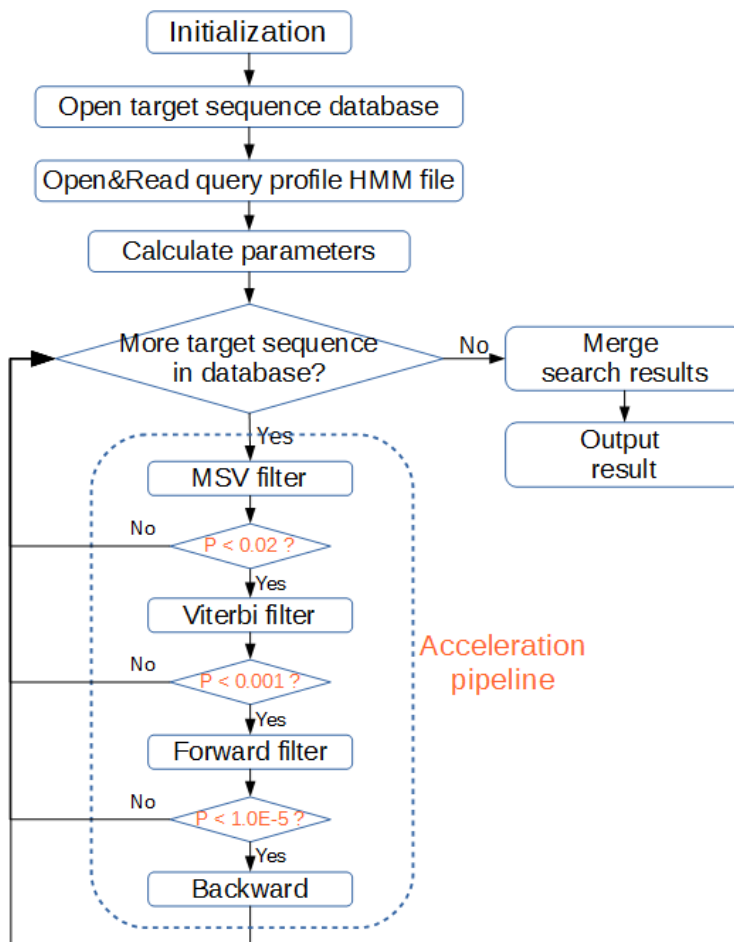 Initialization
Open target sequence database
Open&Read query profile HMM file
Calculate parameters
More target sequence
in database?
No
Merge
search results
Output
result
Yes
MSV filter
No
P < 0.02 ?
Yes
Viterbi filter
Acceleration
pipeline
No
P < 0.001 ?
Yes
Forward filter
No
P < 1.0E-5 ?
Yes
Backward